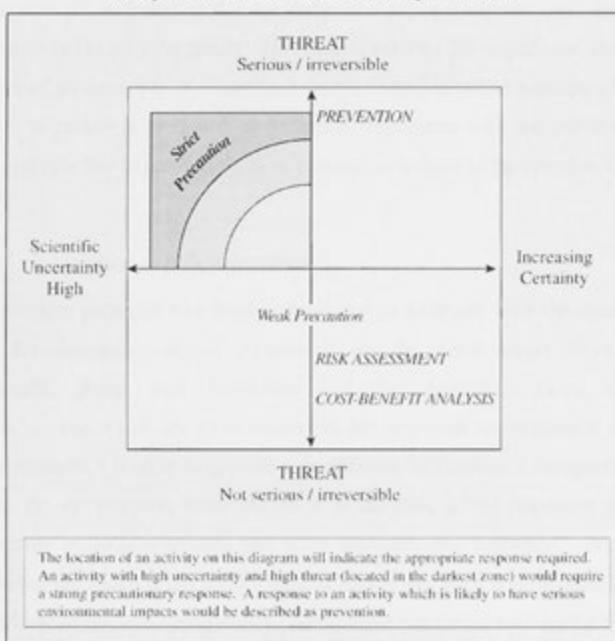 THREAT
Serious / irreversible
PREVENTION
Strict
Precaution
Scientific
Uncertainty
High
Increasing
Certainty
Weak Precaution
RISK ASSESSMENT
COST-BENEFIT ANALYSIS
THREAT
Not serious / irreversible
The location of an activity on this diagram will indicate the appropriate response required.
An activity with high uncertainty and high threat (located in the darkest zone) would require
a strong precautionary response. A response to an activity which is likely to have serious
environmental impacts would be described as prevention.